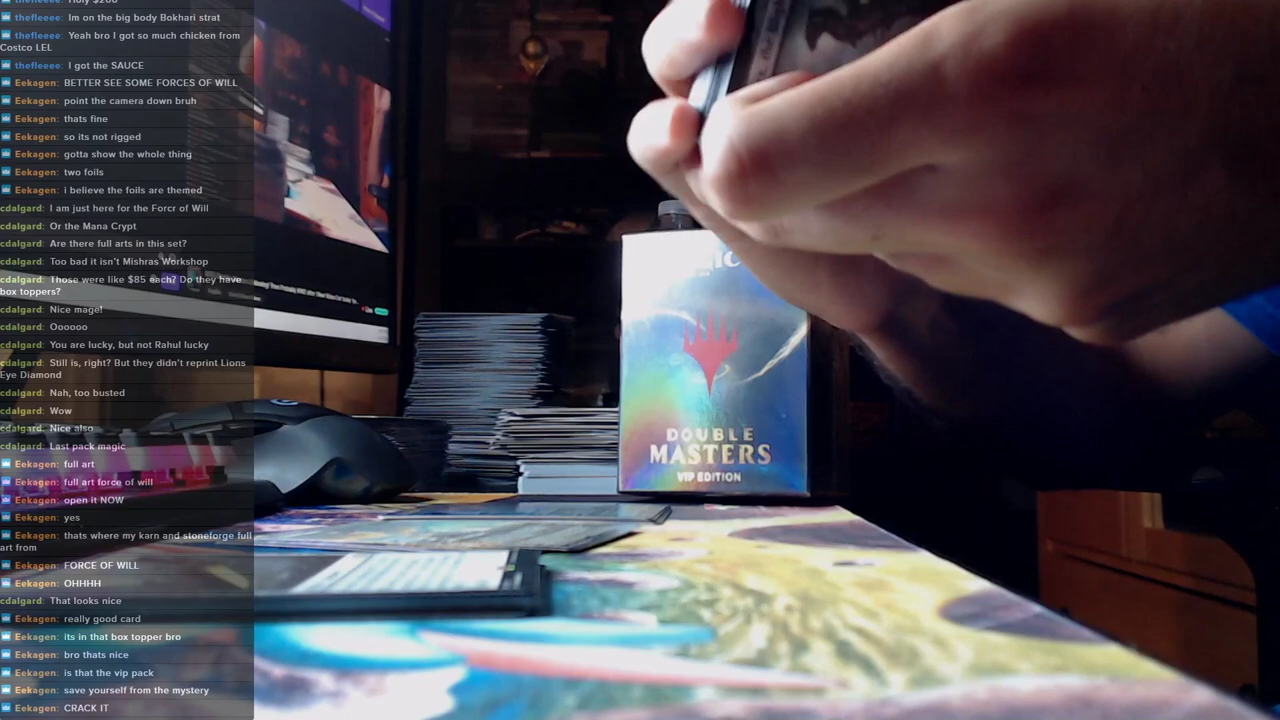 thefleeee: Im on the big body Bokhari strat
thefleeee: Yeah bro I got so much chicken from
Costco LEL
thefleeee: I got the SAUCE
Eekagen: BETTER SEE SOME FORCES OF WILL
Eekagen: point the camera down bruh
Eekagen: thats fine
Eekagen: so its not rigged
Eekagen: gotta show the whole thing
Eekagen: two foils
Eekagen: i believe the foils are themed
cdalgard: I am just here for the Forcr of Will
cdalgard: Or the Mana Crypt
cdalgard: Are there full arts in this set?
cdalgard: Too bad it isn't Mishras Workshop
cdalgard: Those were like $85 each? Do they have
box toppers?
cdalgard: Nice mage!
cdalgard: Oooooo
cdalgard: You are lucky, but not Rahul lucky
cdalgard: Still is, right? But they didn't reprint Lions
Eye Diamond
cdalgard: Nah, too busted
cdalgard: Wow
cdalgard: Nice also
cdalgard: Last pack magic
Eekagen: full art
Eekagen: full art force of will
Eekagen: open it NOW
Eekagen: yes
Eekagen: thats where my karn and stoneforge full
art from
Eekagen: FORCE OF WILL
Eekagen: OHHHH
cdalgard: That looks nice
Eekagen: really good card
Eekagen: its in that box topper bro
Eekagen: bro thats nice
Eekagen: is that the vip pack
Eekagen: save yourself from the mystery
Eekagen: CRACK IT
DOUBLE
MASTERS
VIP EDITION